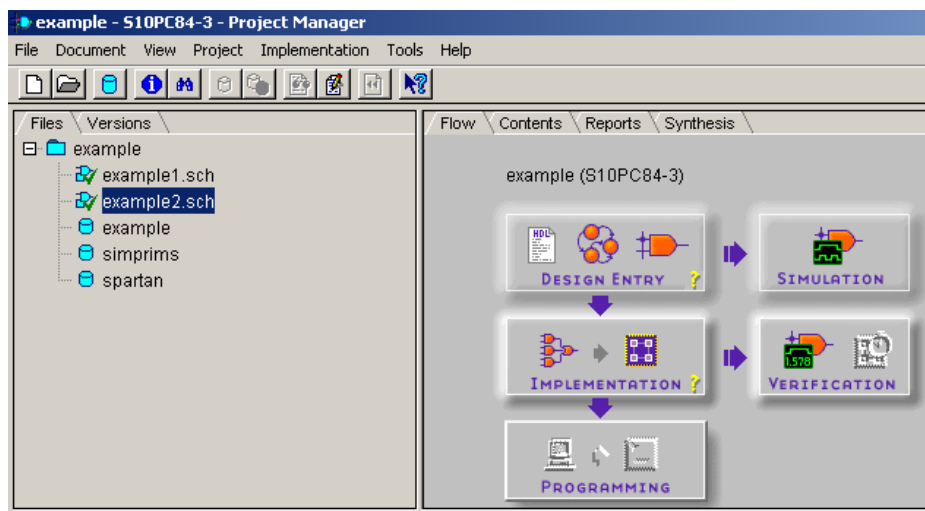 example - S10PC84-3 - Project Manager
File Document View Project Implementation Tools Help
Files Versions
example
example1.sch
example2.sch
example
simprims
spartan
Flow Contents Reports Synthesis
example (S10PC84-3)
HDL
DESIGN ENTRY ?
SIMULATION
IMPLEMENTATION ?
1.578
VERIFICATION
PROGRAMMING